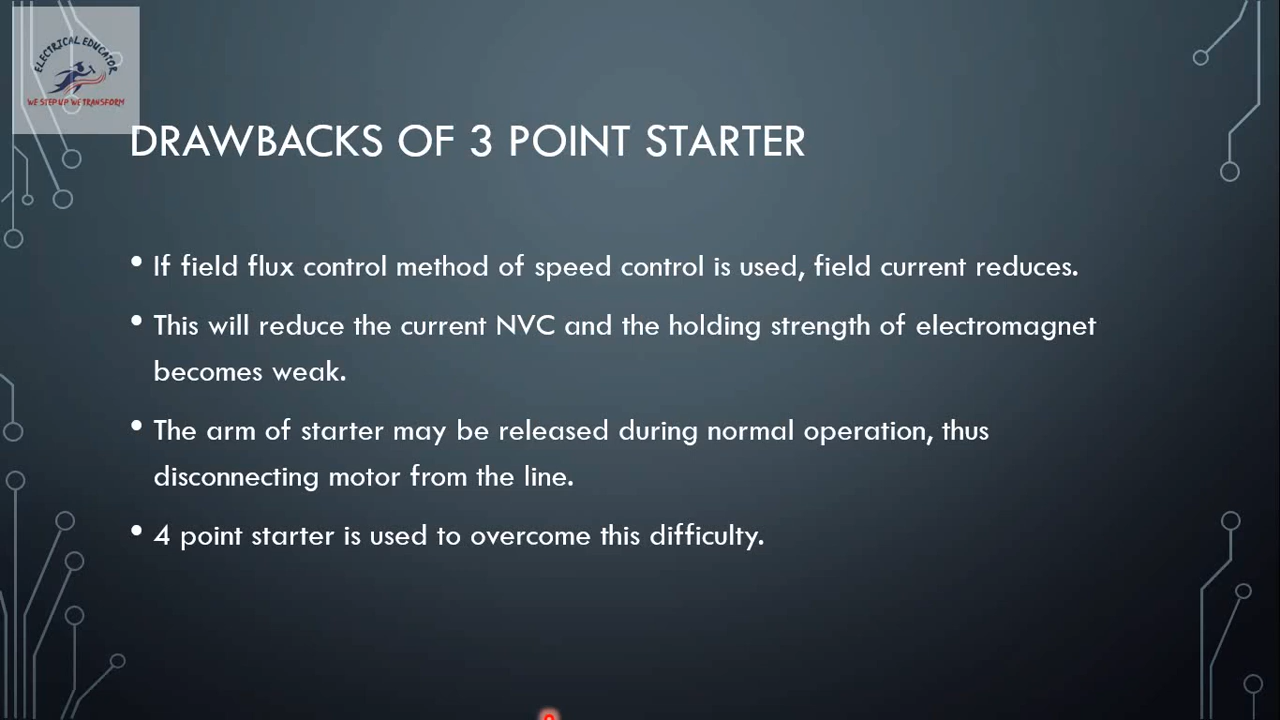 ELECTRICAL EDUCATOR
WE STEP UP WE TRANSFORM
DRAWBACKS OF 3 POINT STARTER
• If field flux control method of speed control is used, field current reduces.
• This will reduce the current NVC and the holding strength of electromagnet
becomes weak.
• The arm of starter may be released during normal operation, thus
disconnecting motor from the line.
• 4 point starter is used to overcome this difficulty.